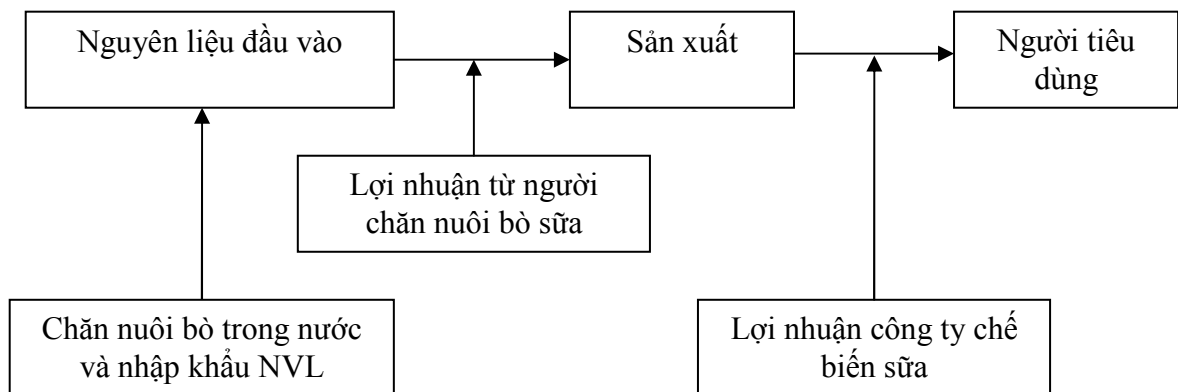 Nguyên liệu đầu vào
Sản xuất
Người tiêu
dùng
Lợi nhuận từ người
chăn nuôi bò sữa
Chăn nuôi bò trong nước
và nhập khẩu NVL
Lợi nhuận công ty chế
biến sữa